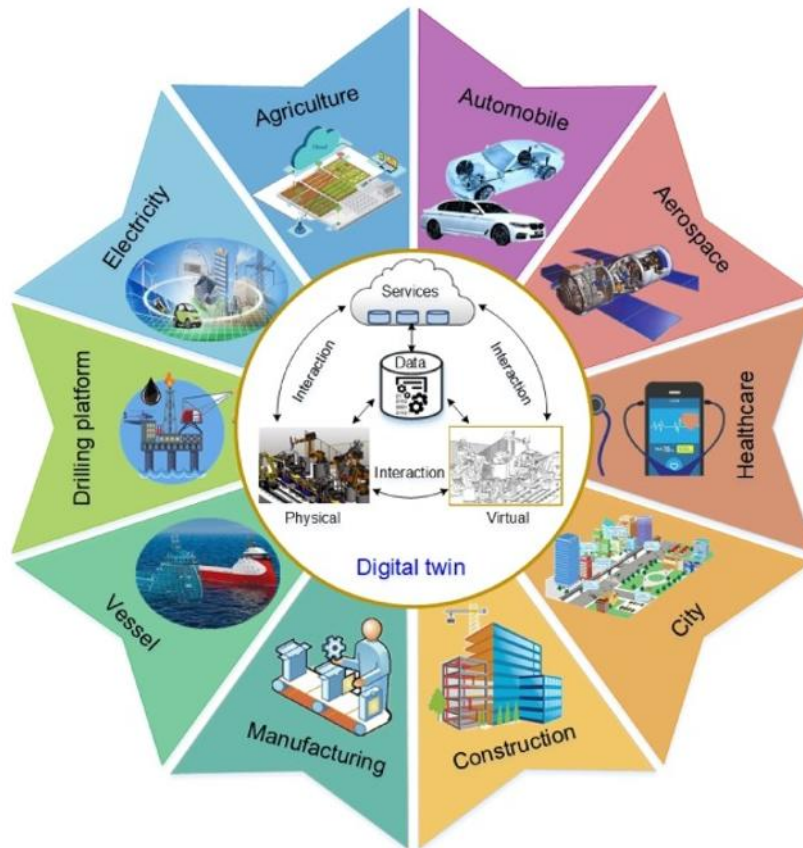 Agriculture
Cloud
Automobile
Aerospace
Healthcare
City
Construction
Manufacturing
Vessel
Drilling platform
Electricity
Services
Interaction
Data
Interaction
Interaction
Physical
Virtual
Digital twin